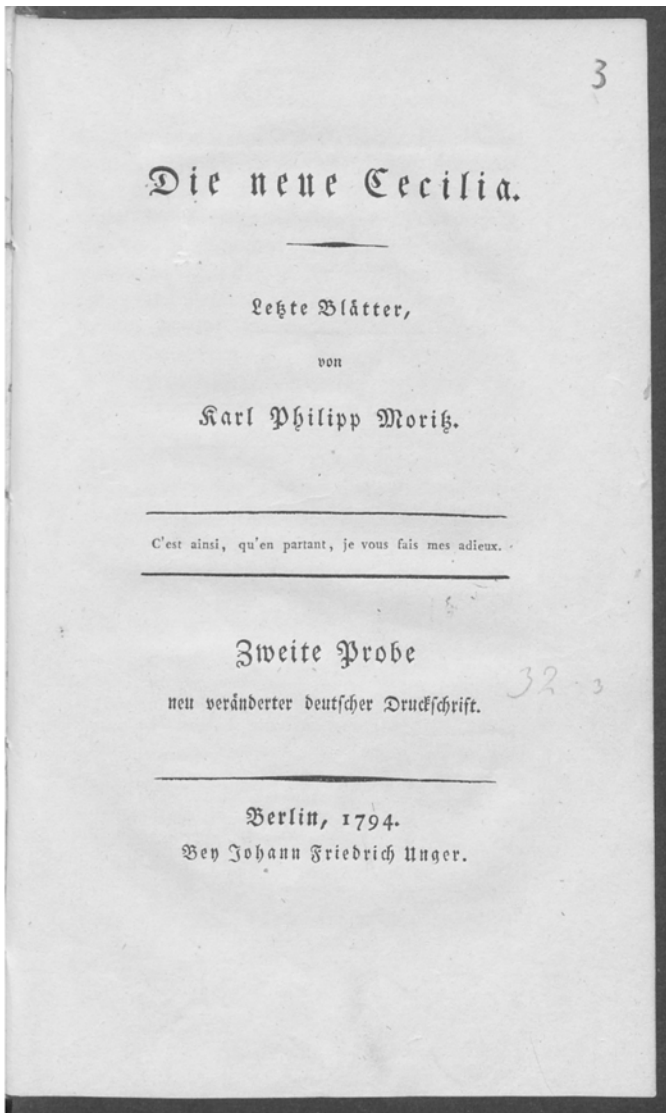 3
Die neue Cecilia.
Letzte Blätter,
von
Karl Philipp Moritz.
C'est ainsi, qu'en partant, je vous fais mes adieux.
Zweite Probe
32 3
neu veränderter deutſcher Druckſchrift.
Berlin, 1794.
Bey Johann Friedrich Unger.